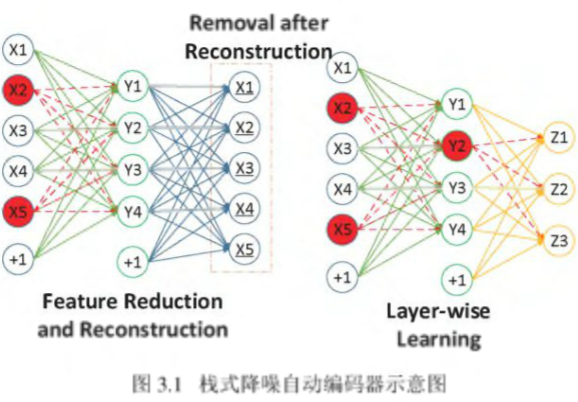 Removal after
Reconstruction
X1
X2
X3
X4
X5
+1
Y1
Y2
Y3
Y4
+1
X1
X2
X3
X4
X5
Feature Reduction
and Reconstruction
X1
X2
X3
X4
X5
+1
Y1
Y2
Y3
Y4
+1
Z1
Z2
Z3
Layer-wise
Learning
图 3.1 栈式降噪自动编码器示意图